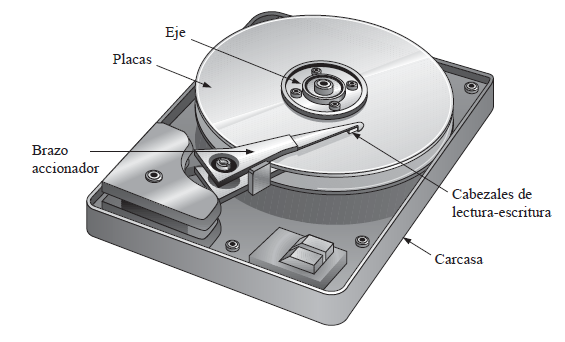 Eje
Placas
Brazo
accionador
Cabezales de
lectura-escritura
Carcasa